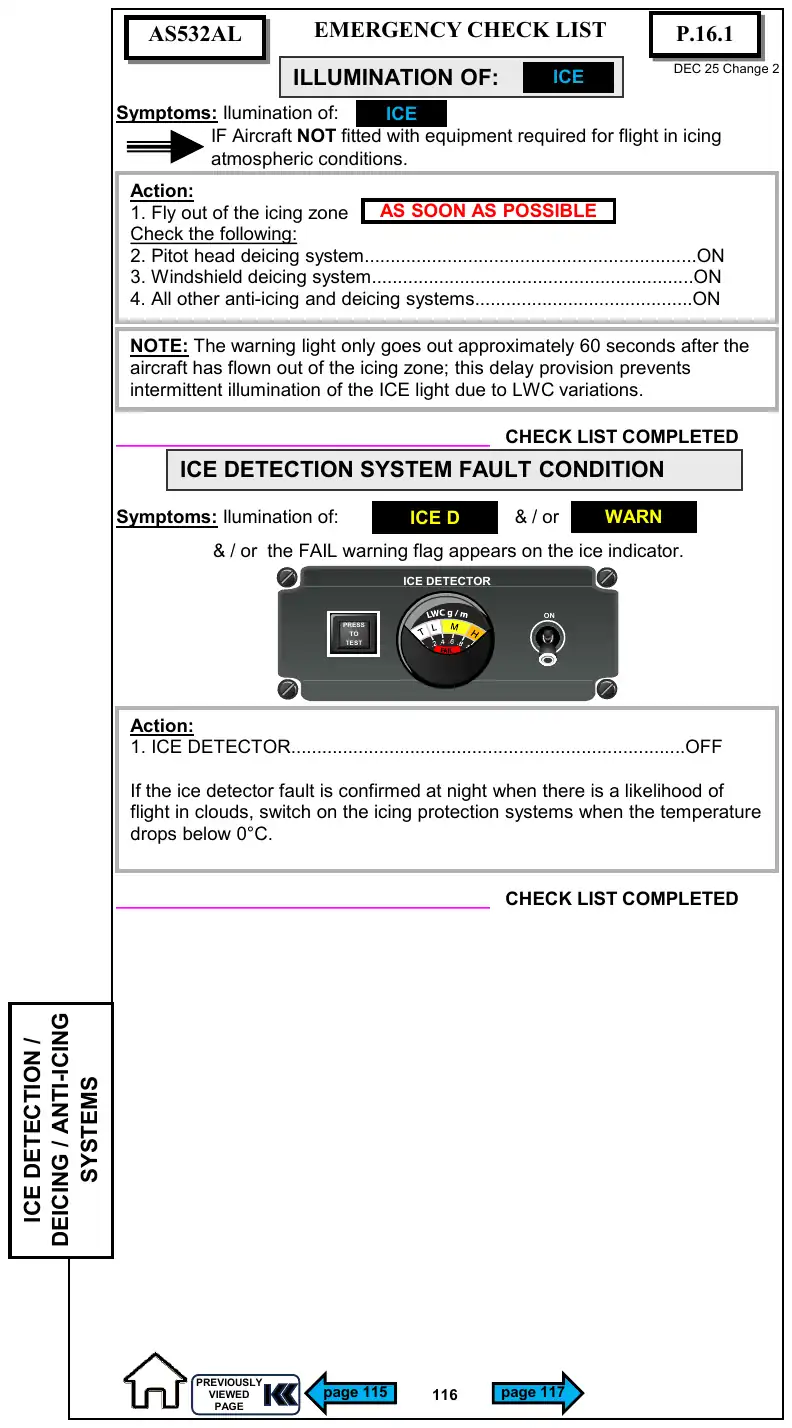 AS532AL
EMERGENCY CHECK LIST
P.16.1
DEC 25 Change 2
ILLUMINATION OF: ICE
Symptoms: Ilumination of: ICE
IF Aircraft NOT fitted with equipment required for flight in icing
atmospheric conditions.
Action:
1. Fly out of the icing zone AS SOON AS POSSIBLE
Check the following:
2. Pitot head deicing system................................................................ON
3. Windshield deicing system..............................................................ON
4. All other anti-icing and deicing systems..........................................ON
NOTE: The warning light only goes out approximately 60 seconds after the
aircraft has flown out of the icing zone; this delay provision prevents
intermittent illumination of the ICE light due to LWC variations.
CHECK LIST COMPLETED
ICE DETECTION SYSTEM FAULT CONDITION
Symptoms: Ilumination of: ICE D & / or WARN
& / or the FAIL warning flag appears on the ice indicator.
ICE DETECTOR
PRESS
TO
TEST
LWC g / m
T L M H
2 4 6 8
FAIL
ON
Action:
1. ICE DETECTOR............................................................................OFF
If the ice detector fault is confirmed at night when there is a likelihood of
flight in clouds, switch on the icing protection systems when the temperature
drops below 0°C.
CHECK LIST COMPLETED
ICE DETECTION /
DEICING / ANTI-ICING
SYSTEMS
PREVIOUSLY
VIEWED
PAGE
page 115
116
page 117